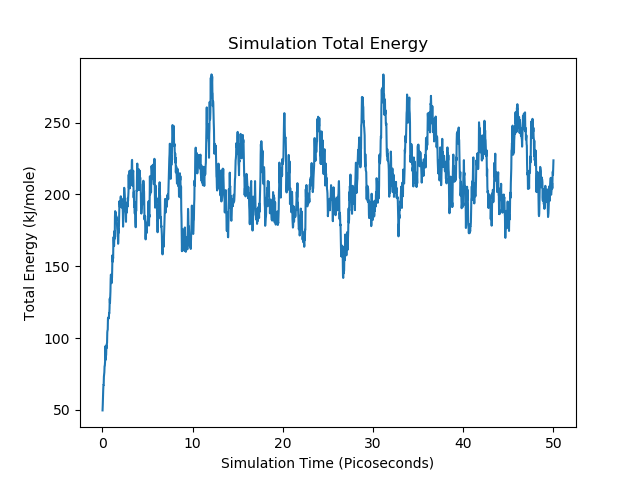 Simulation Total Energy
Total Energy (kJ/mole)
250
200
150
100
50
0 10 20 30 40 50
Simulation Time (Picoseconds)